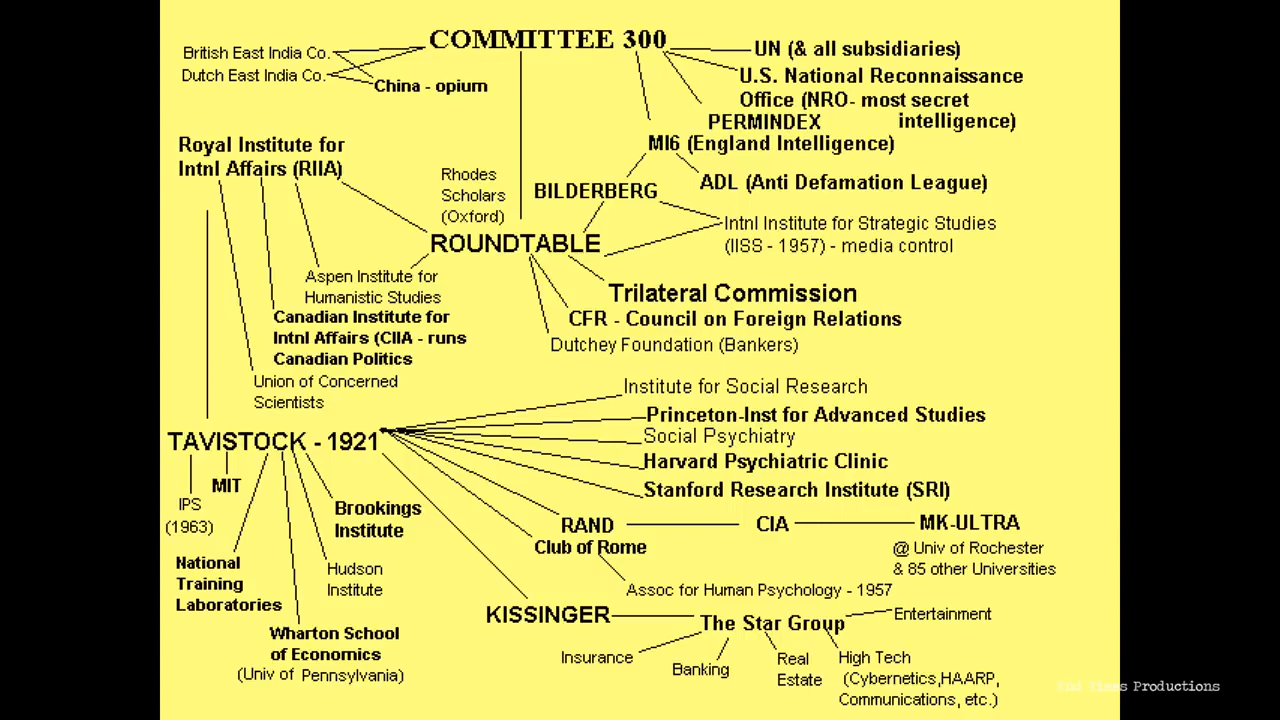 COMMITTEE 300
British East India Co.
Dutch East India Co.
China - opium
UN (& all subsidiaries)
U.S. National Reconnaissance
Office (NRO- most secret
intelligence)
PERMINDEX
MI6 (England Intelligence)
ADL (Anti Defamation League)
Royal Institute for
Intnl Affairs (RIIA)
Rhodes
Scholars
(Oxford)
BILDERBERG
Intnl Institute for Strategic Studies
(IISS - 1957) - media control
ROUNDTABLE
Aspen Institute for
Humanistic Studies
Canadian Institute for
Intnl Affairs (CIIA - runs
Canadian Politics
Union of Concerned
Scientists
Trilateral Commission
CFR - Council on Foreign Relations
Dutchey Foundation (Bankers)
Institute for Social Research
Princeton-Inst for Advanced Studies
Social Psychiatry
Harvard Psychiatric Clinic
Stanford Research Institute (SRI)
TAVISTOCK - 1921
MIT
IPS
(1963)
Brookings
Institute
National
Training
Laboratories
Hudson
Institute
Wharton School
of Economics
(Univ of Pennsylvania)
RAND
CIA
MK-ULTRA
@ Univ of Rochester
& 85 other Universities
Club of Rome
Assoc for Human Psychology - 1957
KISSINGER
The Star Group
Entertainment
Insurance
Banking
Real
Estate
High Tech
(Cybernetics,HAARP,
Communications, etc.)
Productions